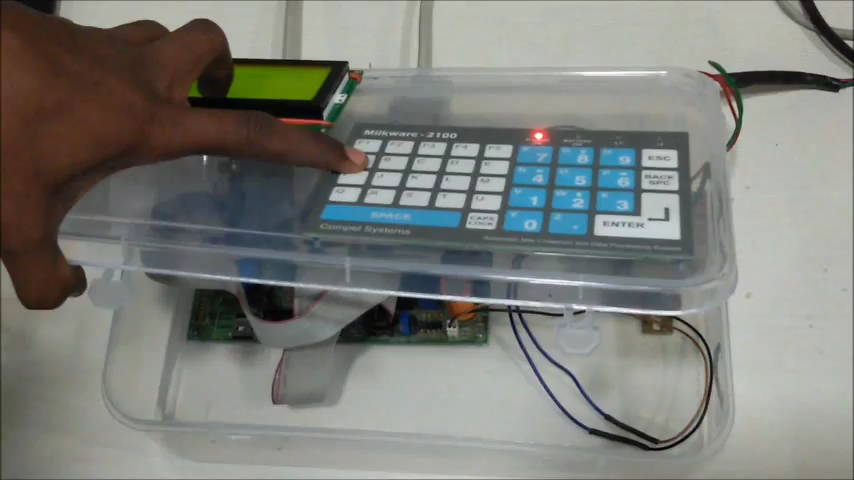 Milkware-2100
F1 F2 F3 F4 F5 7 8 9 ESC
B C D E 4 5 6 BACK SPC
J K L M 1 2 3
Q R S T U 0 ENTER
SPACE CAPS LOCK
Compel Systems